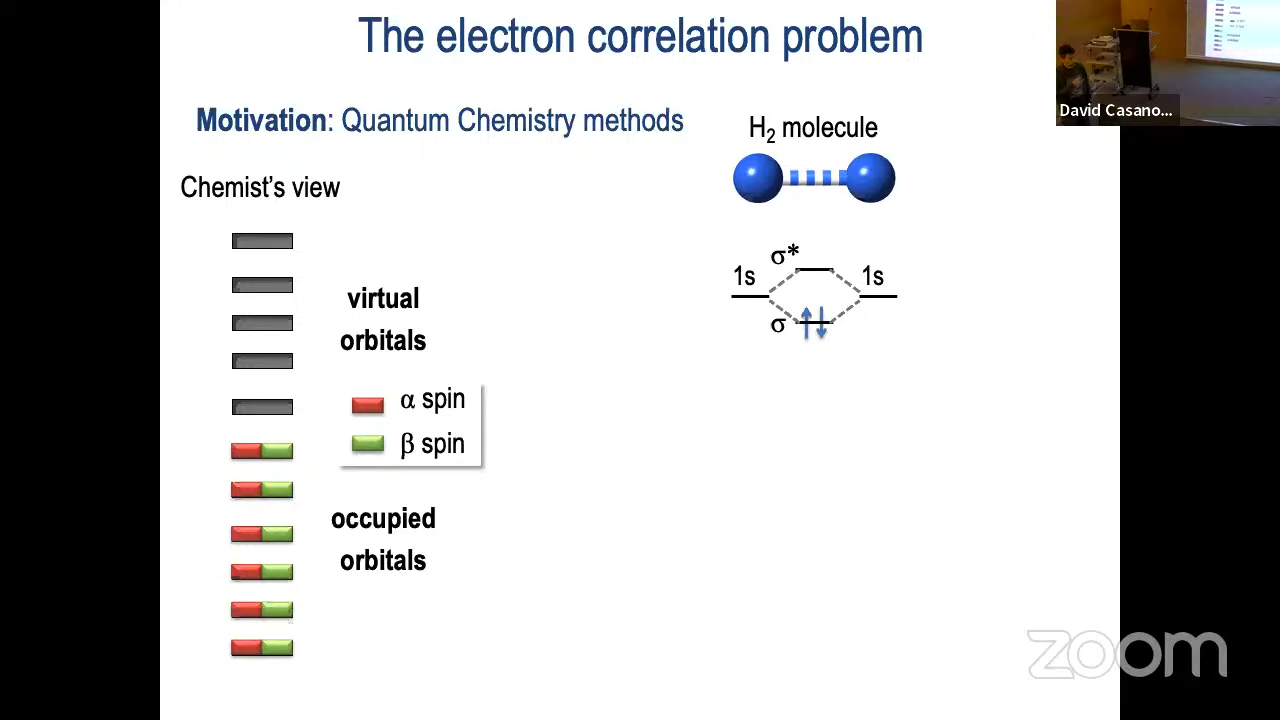 The electron correlation problem
David Casano...
Motivation: Quantum Chemistry methods
H₂ molecule
Chemist's view
σ*
1s
1s
σ
virtual
orbitals
α spin
β spin
occupied
orbitals
zoom